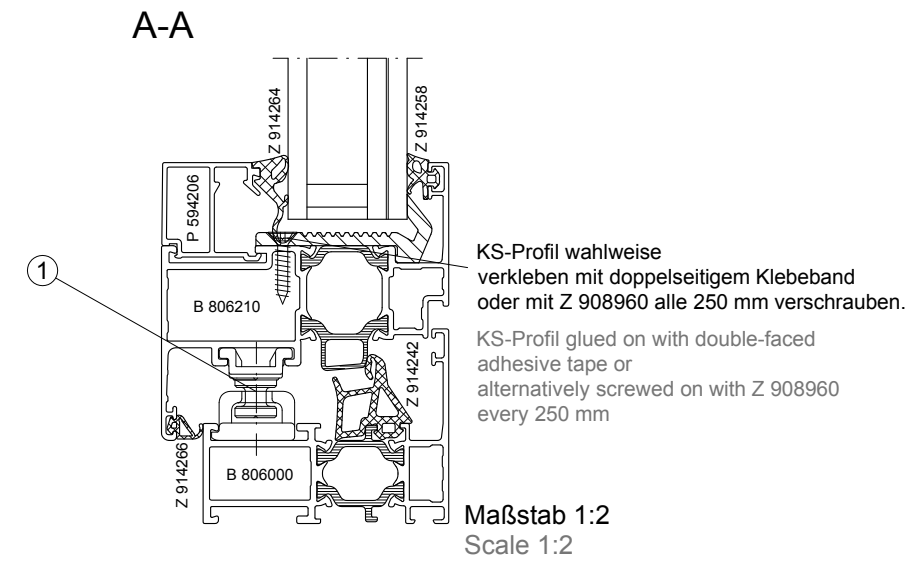 A-A
Z 914264
Z 914258
P 594206
1
B 806210
KS-Profil wahlweise
verkleben mit doppelseitigem Klebeband
oder mit Z 908960 alle 250 mm verschrauben.
KS-Profil glued on with double-faced
adhesive tape or
alternatively screwed on with Z 908960
every 250 mm
Z 914242
Z 914266
B 806000
Maßstab 1:2
Scale 1:2